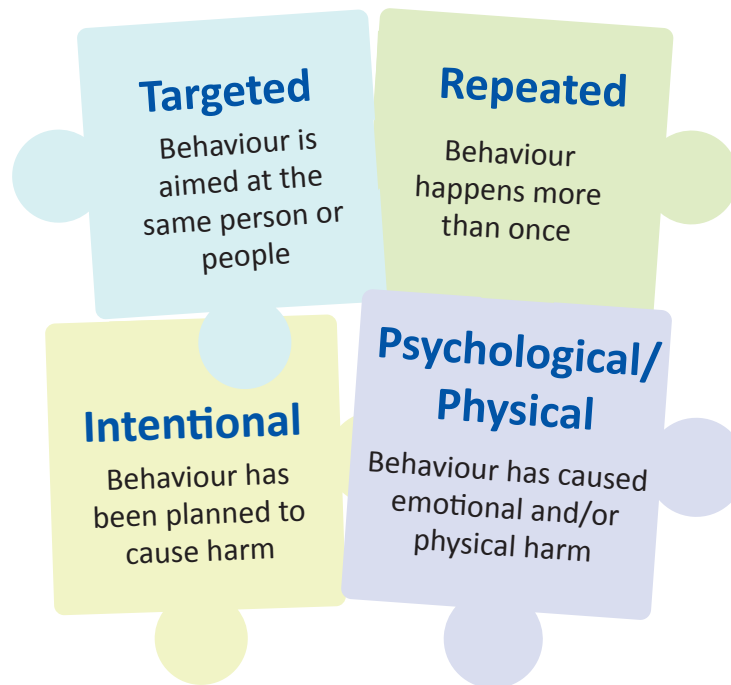 Targeted
Behaviour is
aimed at the
same person or
people
Repeated
Behaviour
happens more
than once
Intentional
Behaviour has
been planned to
cause harm
Psychological/
Physical
Behaviour has caused
emotional and/or
physical harm